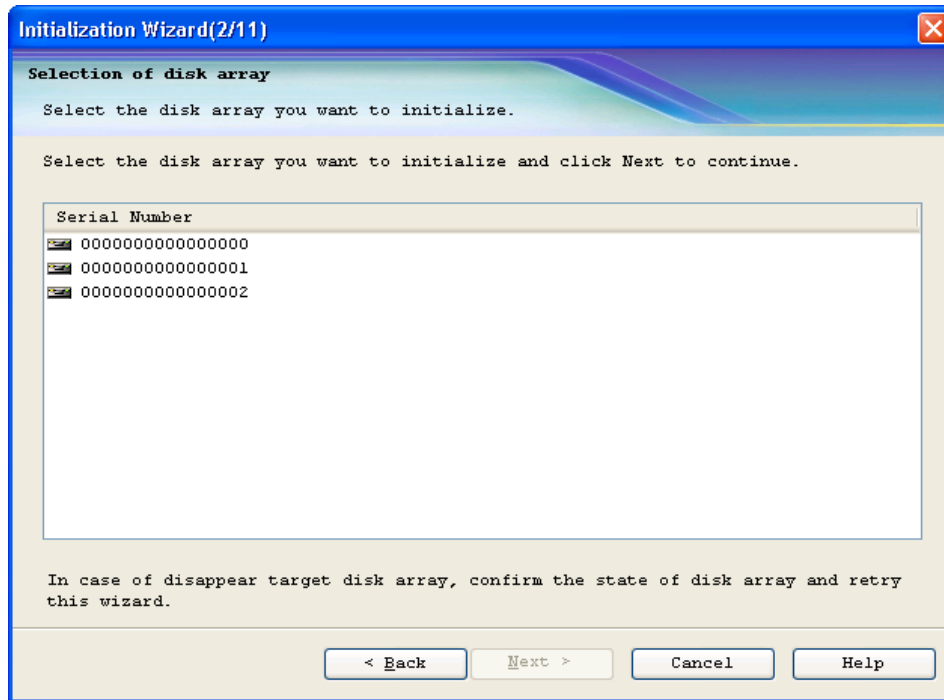 Initialization Wizard(2/11)
Selection of disk array
Select the disk array you want to initialize.
Select the disk array you want to initialize and click Next to continue.
Serial Number
0000000000000000
0000000000000001
0000000000000002
In case of disappear target disk array, confirm the state of disk array and retry
this wizard.
< Back Next > Cancel Help